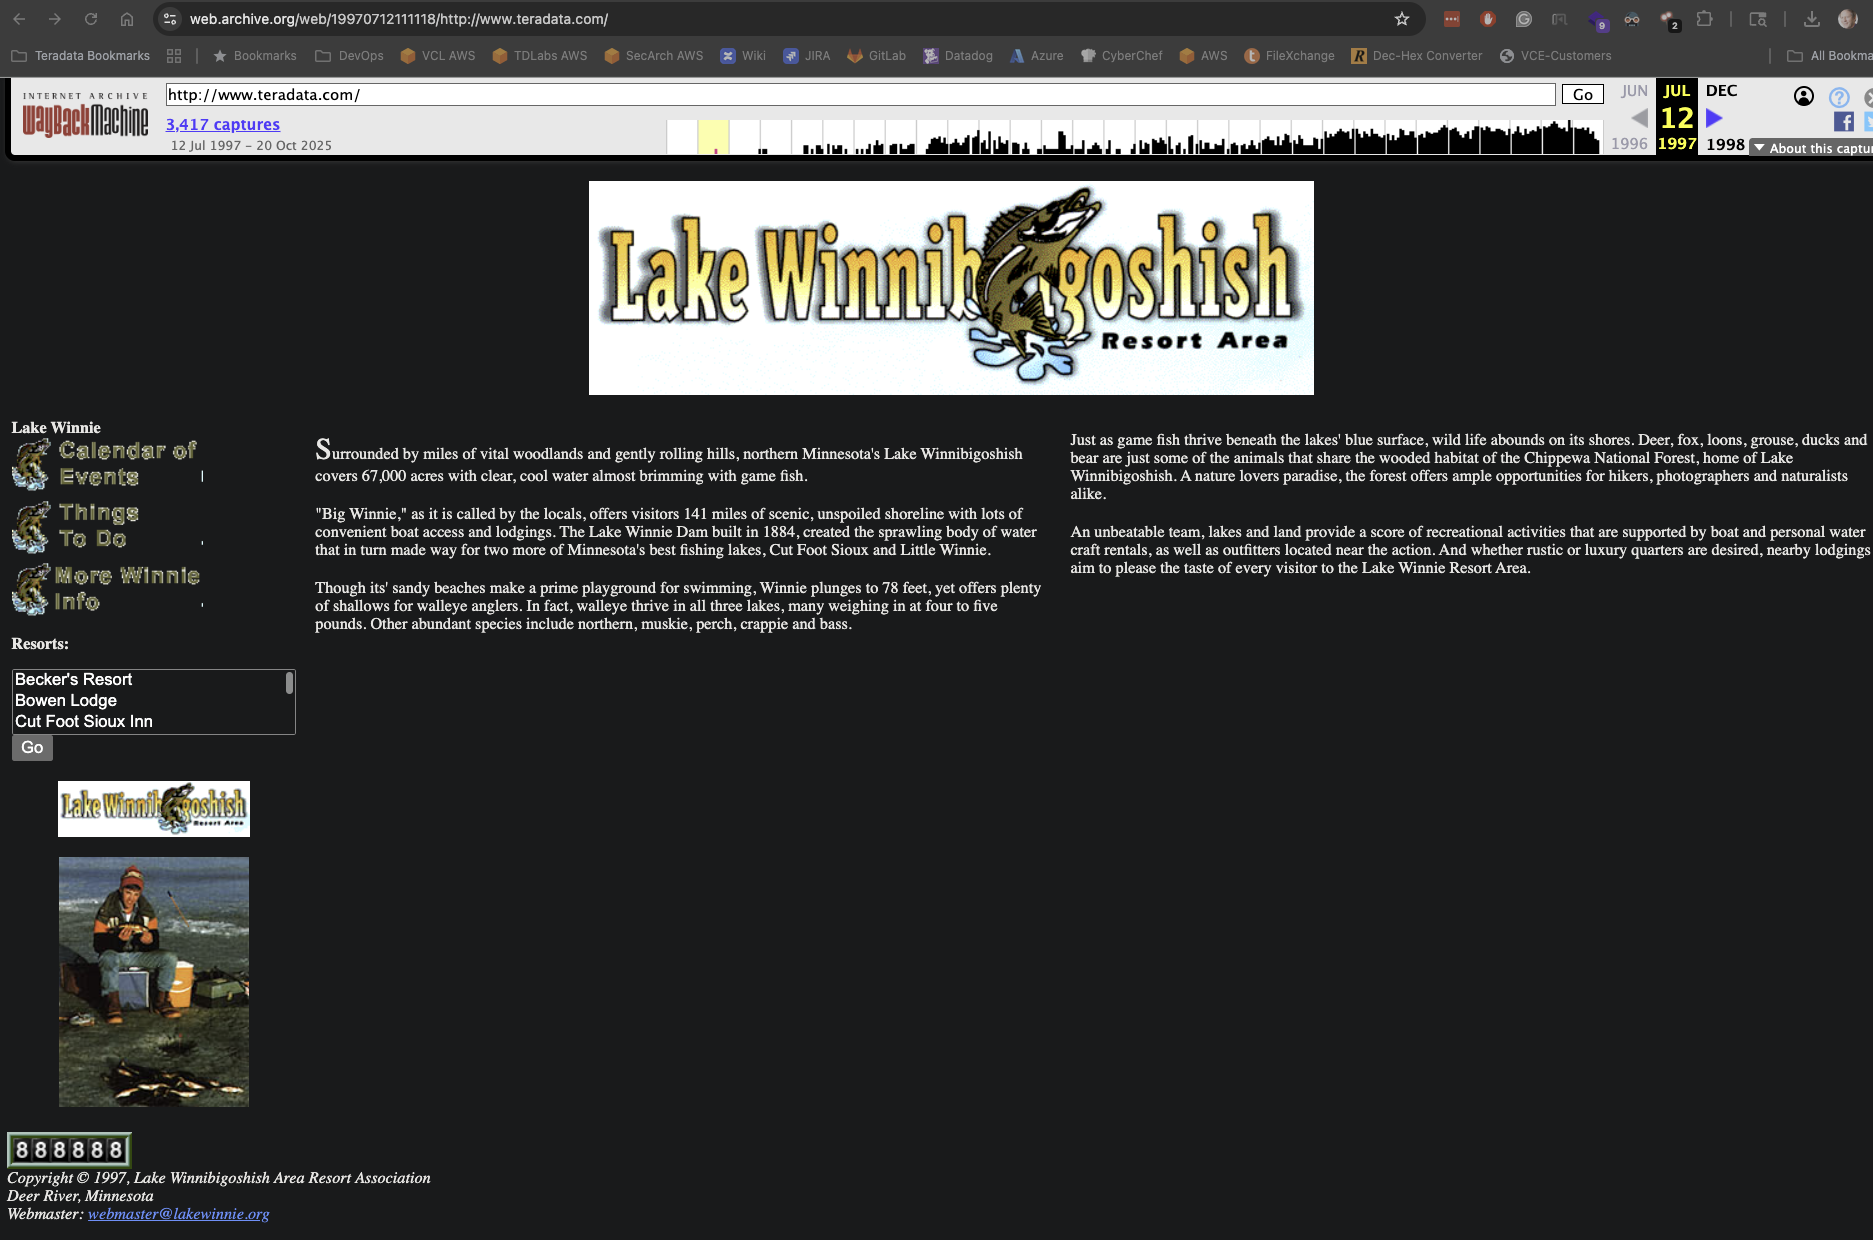 web.archive.org/web/19970712111118/http://www.teradata.com/
9
2
Teradata Bookmarks
Bookmarks
DevOps
VCL AWS
TDLabs AWS
SecArch AWS
Wiki
JIRA
GitLab
Datadog
Azure
CyberChef
AWS
FileXchange
Dec-Hex Converter
VCE-Customers
All Bookma
INTERNET ARCHIVE
WayBackMachine
http://www.teradata.com/
Go
JUN
JUL
DEC
3,417 captures
12
12 Jul 1997 – 20 Oct 2025
1996
1997
1998
About this captu
Lake Winnibigoshish
Resort Area
Lake Winnie
Calendar of
Events
Things
To Do
More Winnie
Info
Resorts:
Becker's Resort
Bowen Lodge
Cut Foot Sioux Inn
Go
Surrounded by miles of vital woodlands and gently rolling hills, northern Minnesota's Lake Winnibigoshish
covers 67,000 acres with clear, cool water almost brimming with game fish.
"Big Winnie," as it is called by the locals, offers visitors 141 miles of scenic, unspoiled shoreline with lots of
convenient boat access and lodgings. The Lake Winnie Dam built in 1884, created the sprawling body of water
that in turn made way for two more of Minnesota's best fishing lakes, Cut Foot Sioux and Little Winnie.
Though its' sandy beaches make a prime playground for swimming, Winnie plunges to 78 feet, yet offers plenty
of shallows for walleye anglers. In fact, walleye thrive in all three lakes, many weighing in at four to five
pounds. Other abundant species include northern, muskie, perch, crappie and bass.
Just as game fish thrive beneath the lakes' blue surface, wild life abounds on its shores. Deer, fox, loons, grouse, ducks and
bear are just some of the animals that share the wooded habitat of the Chippewa National Forest, home of Lake
Winnibigoshish. A nature lovers paradise, the forest offers ample opportunities for hikers, photographers and naturalists
alike.
An unbeatable team, lakes and land provide a score of recreational activities that are supported by boat and personal water
craft rentals, as well as outfitters located near the action. And whether rustic or luxury quarters are desired, nearby lodgings
aim to please the taste of every visitor to the Lake Winnie Resort Area.
Lake Winnibigoshish
Resort Area
888888
Copyright © 1997, Lake Winnibigoshish Area Resort Association
Deer River, Minnesota
Webmaster: webmaster@lakewinnie.org